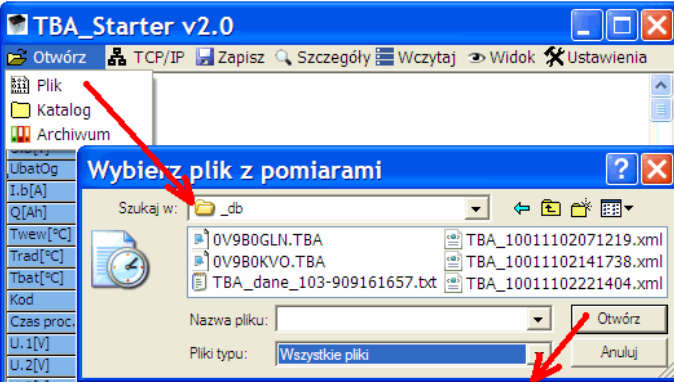 TBA_Starter v2.0
Otwórz TCP/IP Zapisz Szczegóły Wczytaj Widok Ustawienia
Plik
Katalog
Archiwum
UbatOg
I.b[A]
Q[Ah]
Twew[°C]
Trad[°C]
Tbat[°C]
Kod
Czas proc.
U.1[V]
U.2[V]
Wybierz plik z pomiarami
Szukaj w: _db
0V9B0GLN.TBA
0V9B0KVO.TBA
TBA_dane_103-909161657.txt
TBA_10011102071219.xml
TBA_10011102141738.xml
TBA_10011102221404.xml
Nazwa pliku:
Otwórz
Pliki typu: Wszystkie pliki
Anuluj